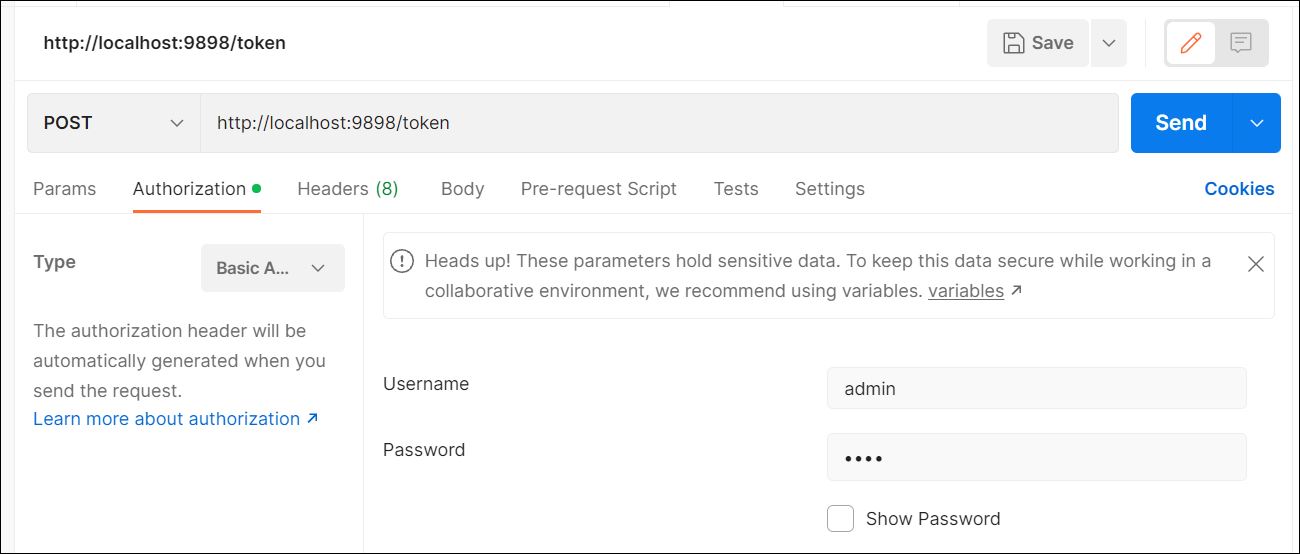 http://localhost:9898/token
Save
POST
http://localhost:9898/token
Send
Params Authorization Headers (8) Body Pre-request Script Tests Settings Cookies
Type
Basic A...
The authorization header will be
automatically generated when you
send the request.
Learn more about authorization ↗
Heads up! These parameters hold sensitive data. To keep this data secure while working in a
collaborative environment, we recommend using variables. variables ↗
Username
admin
Password
••••
Show Password